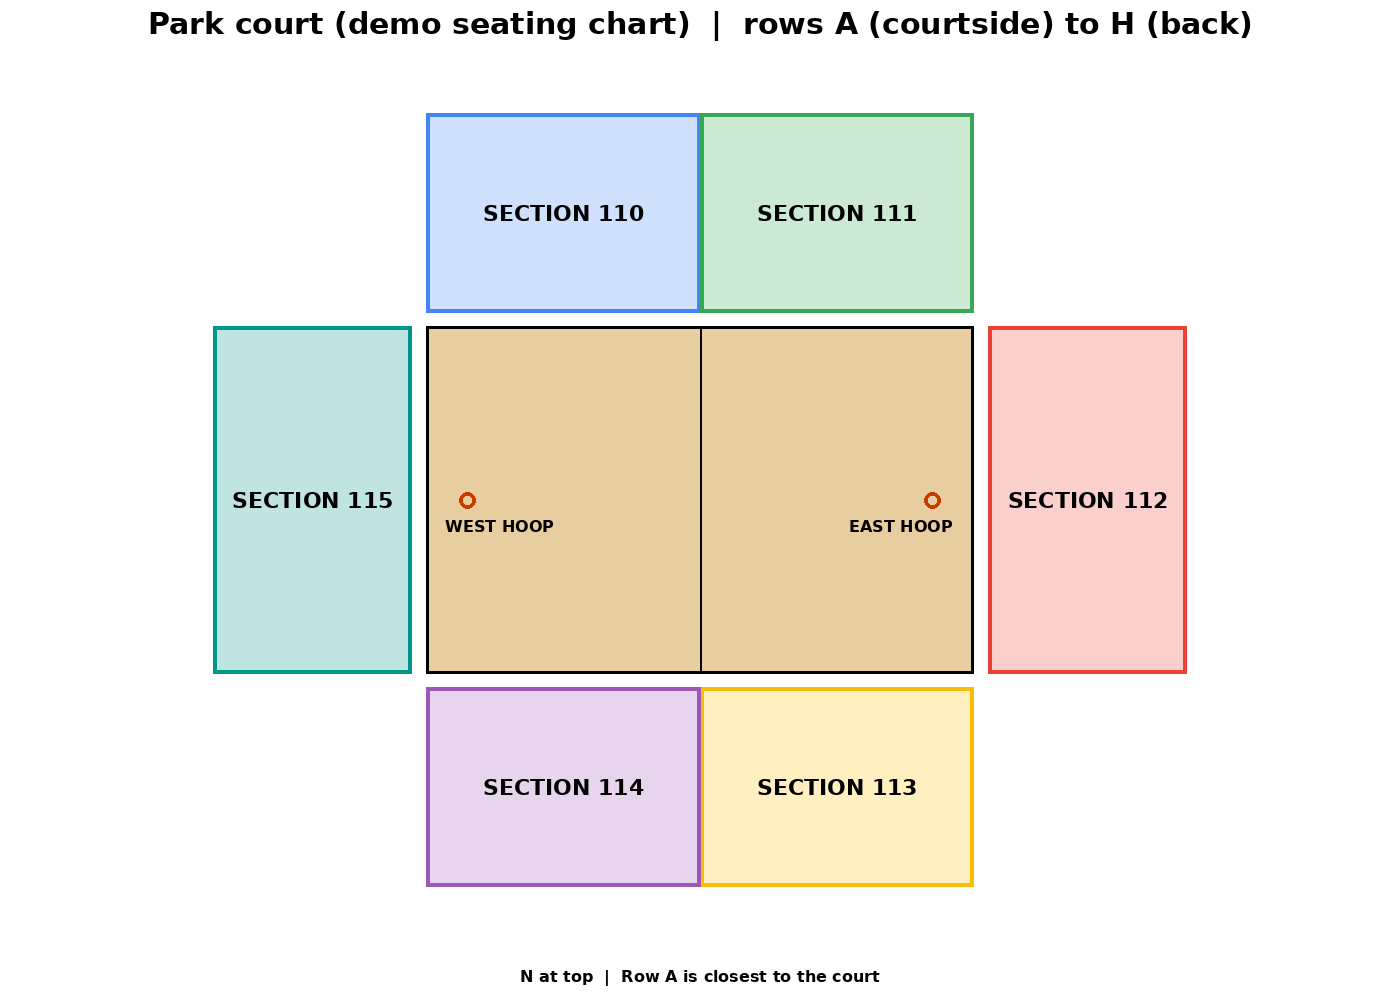 Park court (demo seating chart)  |  rows A (courtside) to H (back)
SECTION 110
SECTION 111
SECTION 115
WEST HOOP
EAST HOOP
SECTION 112
SECTION 114
SECTION 113
N at top  |  Row A is closest to the court